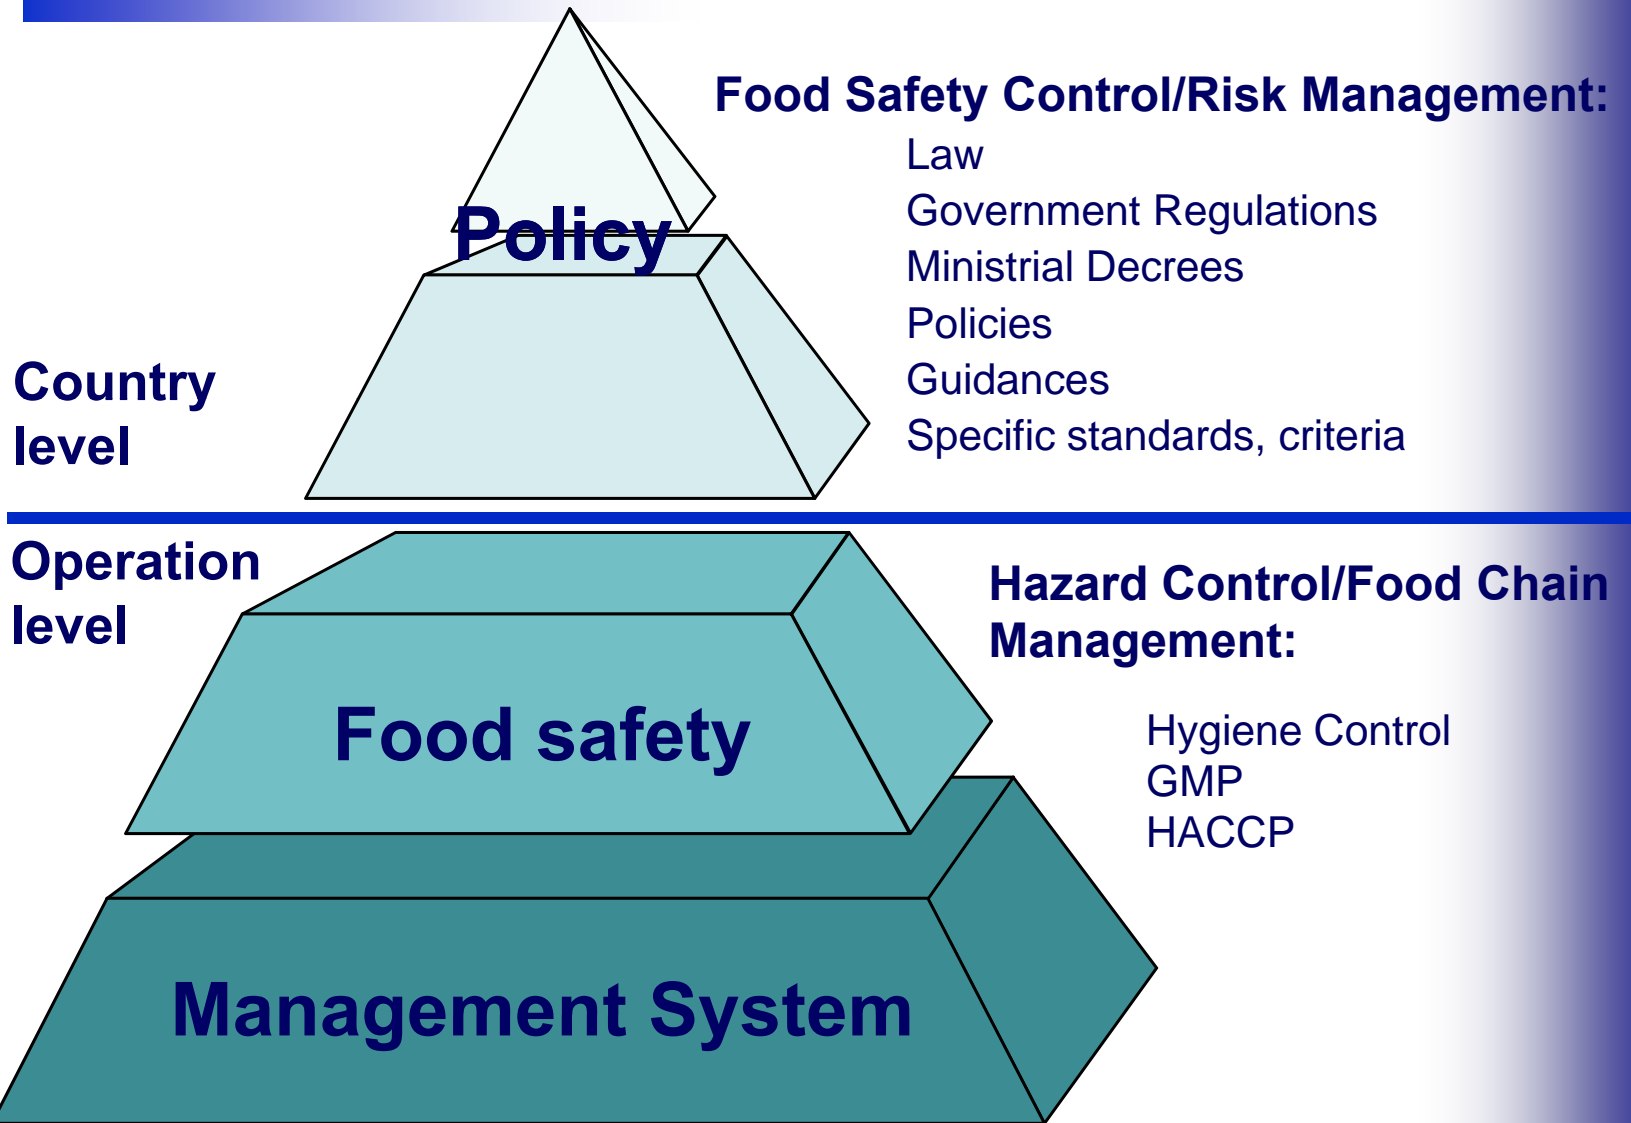 Food Safety Control/Risk Management:
Law
Government Regulations
Ministrial Decrees
Policies
Guidances
Specific standards, criteria
Policy
Country
level
Operation
level
Hazard Control/Food Chain
Management:
Hygiene Control
GMP
HACCP
Food safety
Management System